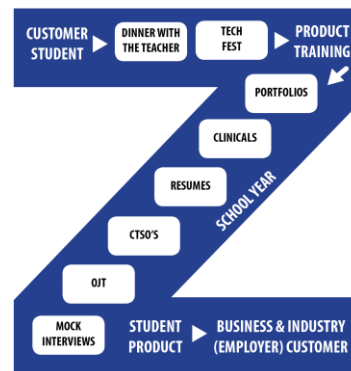 CUSTOMER
STUDENT
DINNER WITH
THE TEACHER
TECH
FEST
PRODUCT
TRAINING
PORTFOLIOS
CLINICALS
RESUMES
SCHOOL YEAR
CTSO'S
OJT
MOCK
INTERVIEWS
STUDENT
PRODUCT
BUSINESS & INDUSTRY
(EMPLOYER) CUSTOMER